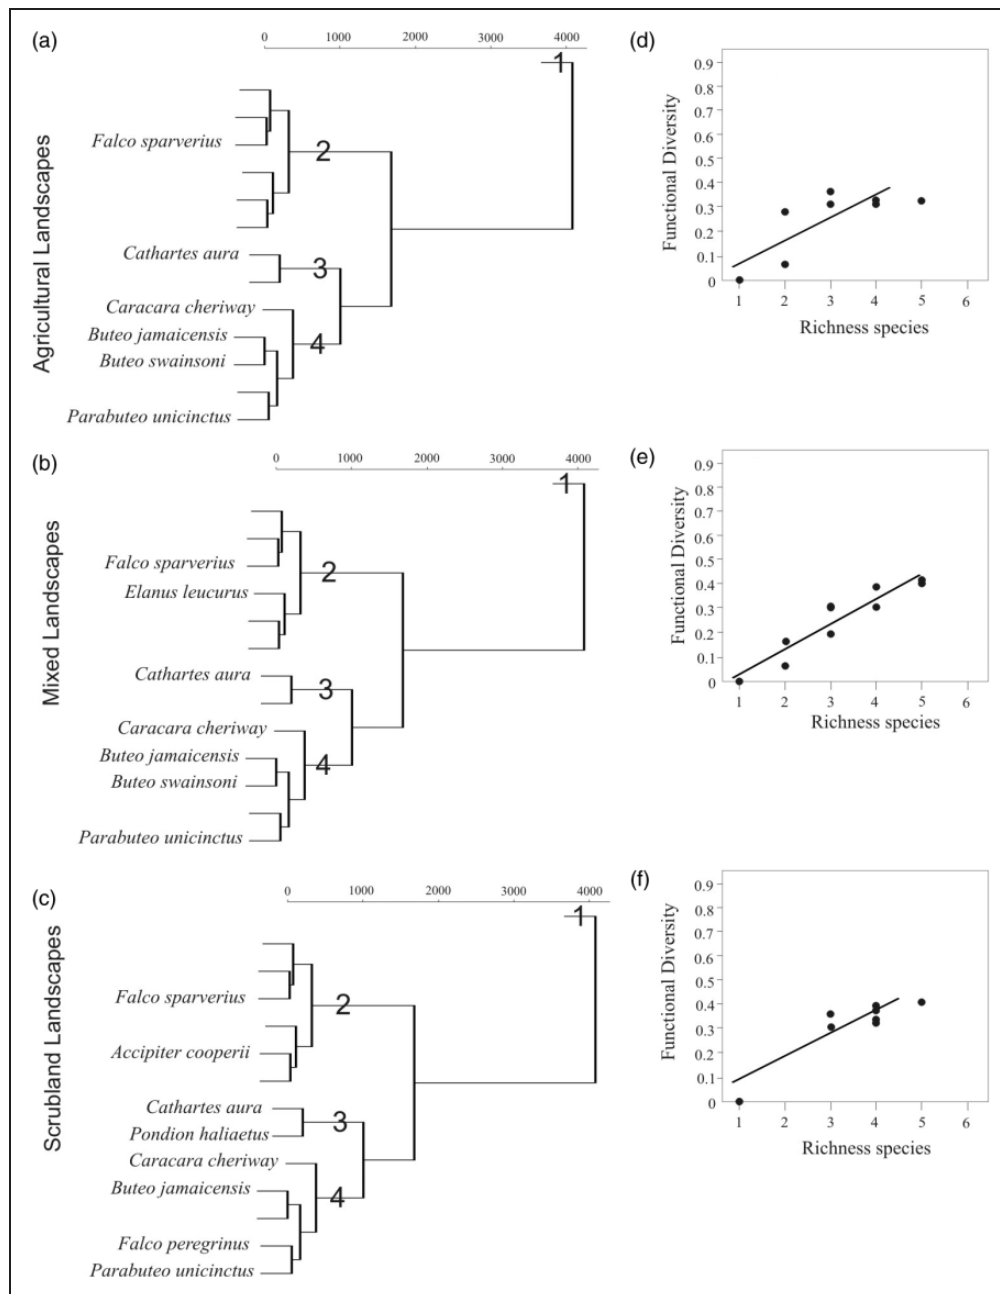 (a)
0 1000 2000 3000 4000
1
2
Falco sparverius
Cathartes aura
3
Caracara cheriway
Buteo jamaicensis
4
Buteo swainsoni
Parabuteo unicinctus
Agricultural Landscapes
(d)
Functional Diversity
0.9
0.8
0.7
0.6
0.5
0.4
0.3
0.2
0.1
0
1 2 3 4 5 6
Richness species
(b)
0 1000 2000 3000 4000
1
Falco sparverius
2
Elanus leucurus
Cathartes aura
3
Caracara cheriway
Buteo jamaicensis
4
Buteo swainsoni
Parabuteo unicinctus
Mixed Landscapes
(e)
Functional Diversity
0.9
0.8
0.7
0.6
0.5
0.4
0.3
0.2
0.1
0
1 2 3 4 5 6
Richness species
(c)
0 1000 2000 3000 4000
1
Falco sparverius
2
Accipiter cooperii
Cathartes aura
3
Pondion haliaetus
Caracara cheriway
Buteo jamaicensis
4
Falco peregrinus
Parabuteo unicinctus
Scrubland Landscapes
(f)
Functional Diversity
0.9
0.8
0.7
0.6
0.5
0.4
0.3
0.2
0.1
0
1 2 3 4 5 6
Richness species